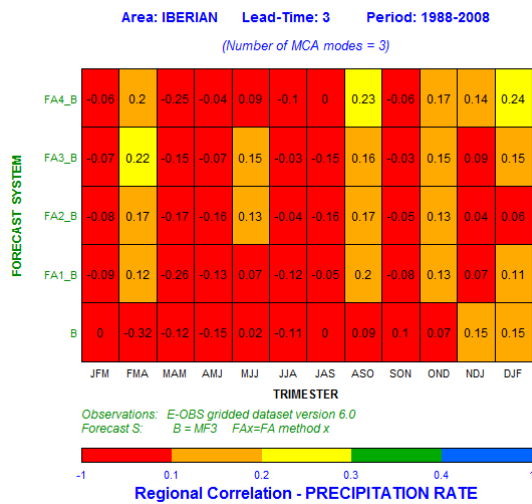 Area: IBERIAN Lead-Time: 3 Period: 1988-2008
(Number of MCA modes = 3)
FORECAST SYSTEM
FA4_B -0.06 0.2 -0.25 -0.04 0.09 -0.1 0 0.23 -0.06 0.17 0.14 0.24
FA3_B -0.07 0.22 -0.15 -0.07 0.15 -0.03 -0.15 0.16 -0.03 0.15 0.09 0.15
FA2_B -0.08 0.17 -0.17 -0.16 0.13 -0.04 -0.16 0.17 -0.05 0.13 0.04 0.06
FA1_B -0.09 0.12 -0.26 -0.13 0.07 -0.12 -0.05 0.2 -0.08 0.13 0.07 0.11
B 0 -0.32 -0.12 -0.15 0.02 -0.11 0 0.09 0.1 0.07 0.15 0.15
JFM FMA MAM AMJ MJJ JJA JAS ASO SON OND NDJ DJF
TRIMESTER
Observations: E-OBS gridded dataset version 6.0
Forecast S: B = MF3 FAx=FA method x
-1 0.1 0.2 0.3 0.4 1
Regional Correlation - PRECIPITATION RATE